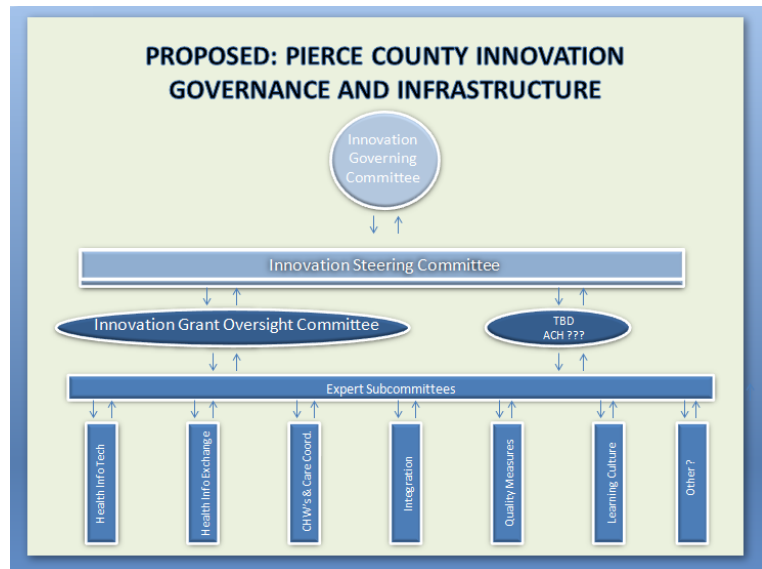 PROPOSED: PIERCE COUNTY INNOVATION
GOVERNANCE AND INFRASTRUCTURE
Innovation
Governing
Committee
Innovation Steering Committee
Innovation Grant Oversight Committee
TBD
ACH ???
Expert Subcommittees
Health Info Tech
Health Info Exchange
CHW's & Care Coord.
Integration
Quality Measures
Learning Culture
Other ?